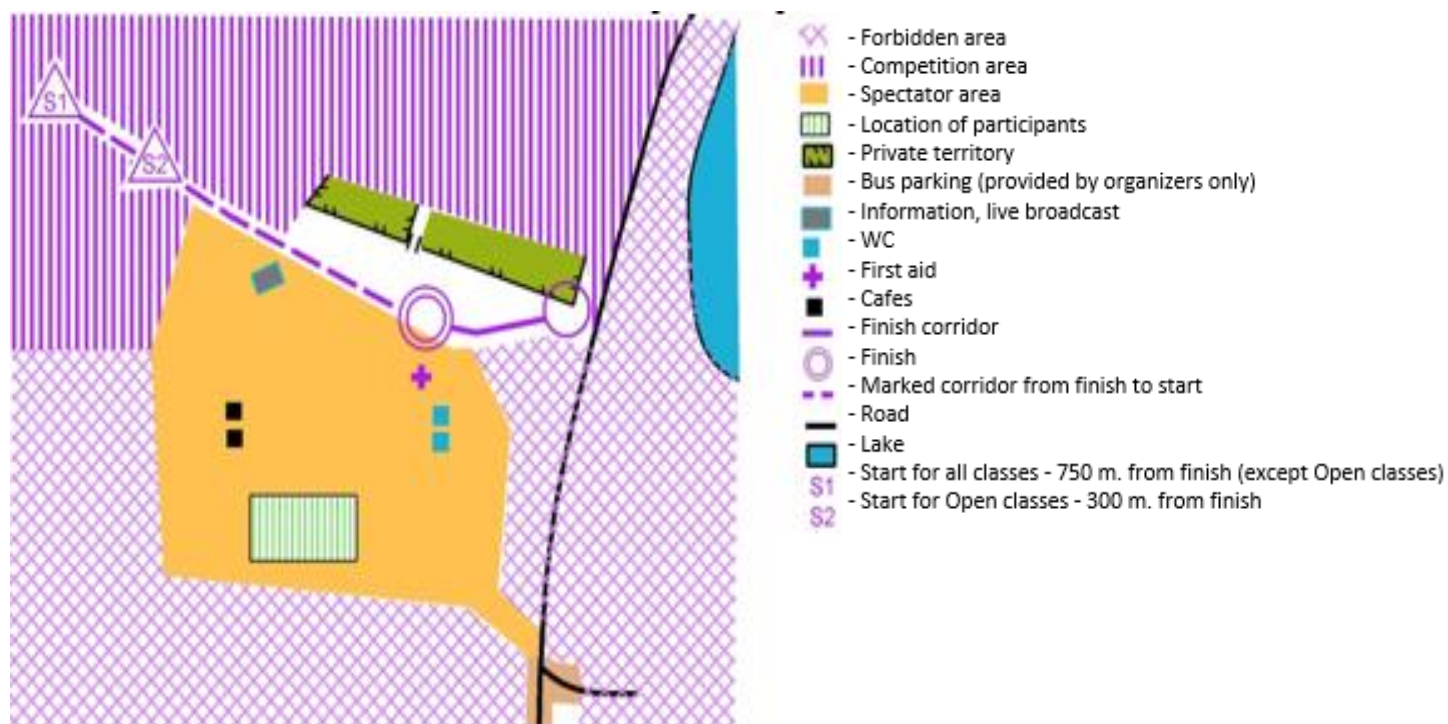 S1
S2
- Forbidden area
- Competition area
- Spectator area
- Location of participants
- Private territory
- Bus parking (provided by organizers only)
- Information, live broadcast
- WC
- First aid
- Cafes
- Finish corridor
- Finish
- Marked corridor from finish to start
- Road
- Lake
S1 - Start for all classes - 750 m. from finish (except Open classes)
S2 - Start for Open classes - 300 m. from finish